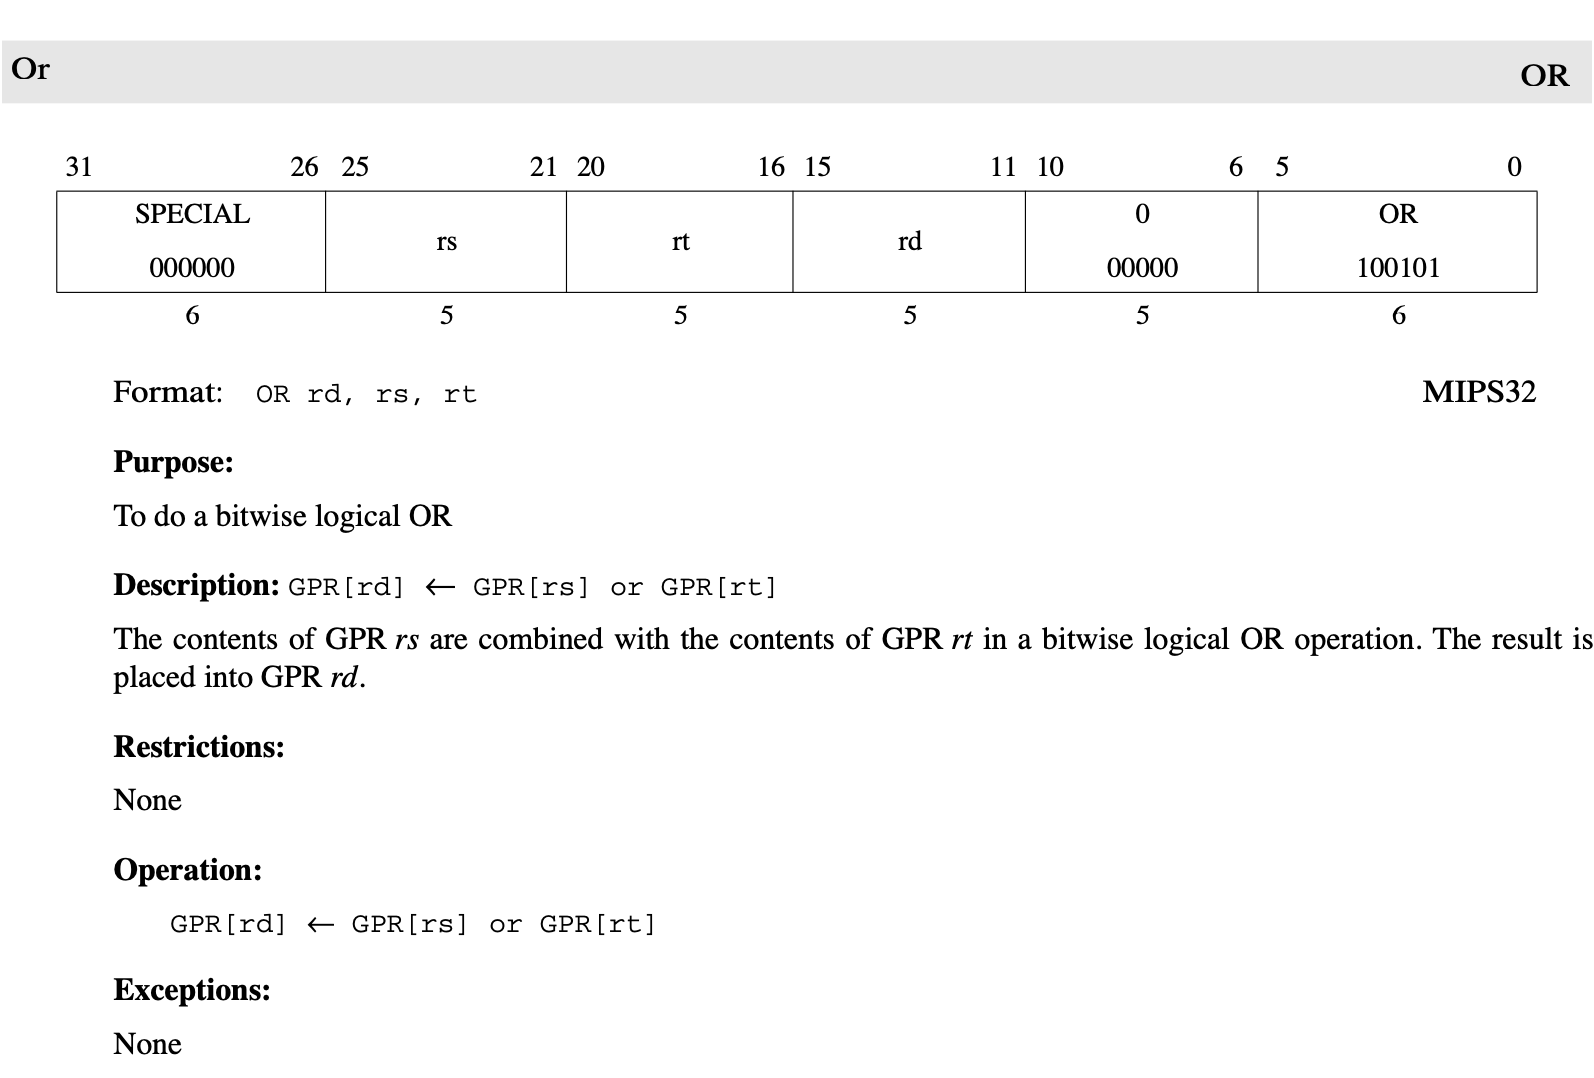 Or OR
31 26 25 21 20 16 15 11 10 6 5 0
SPECIAL 0 OR
rs rt rd
000000 00000 100101
6 5 5 5 5 6
Format: OR rd, rs, rt MIPS32
Purpose:
To do a bitwise logical OR
Description: GPR[rd] ← GPR[rs] or GPR[rt]
The contents of GPR rs are combined with the contents of GPR rt in a bitwise logical OR operation. The result is
placed into GPR rd.
Restrictions:
None
Operation:
GPR[rd] ← GPR[rs] or GPR[rt]
Exceptions:
None